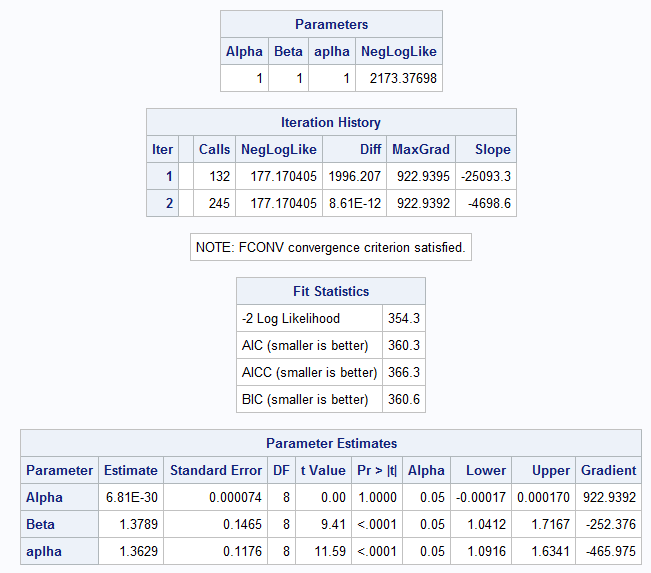 Parameters
Alpha Beta aplha NegLogLike
1 1 1 2173.37698
Iteration History
Iter Calls NegLogLike Diff MaxGrad Slope
1 132 177.170405 1996.207 922.9395 -25093.3
2 245 177.170405 8.61E-12 922.9392 -4698.6
NOTE: FCONV convergence criterion satisfied.
Fit Statistics
-2 Log Likelihood 354.3
AIC (smaller is better) 360.3
AICC (smaller is better) 366.3
BIC (smaller is better) 360.6
Parameter Estimates
Parameter Estimate Standard Error DF t Value Pr > |t| Alpha Lower Upper Gradient
Alpha 6.81E-30 0.000074 8 0.00 1.0000 0.05 -0.00017 0.000170 922.9392
Beta 1.3789 0.1465 8 9.41 <.0001 0.05 1.0412 1.7167 -252.376
aplha 1.3629 0.1176 8 11.59 <.0001 0.05 1.0916 1.6341 -465.975